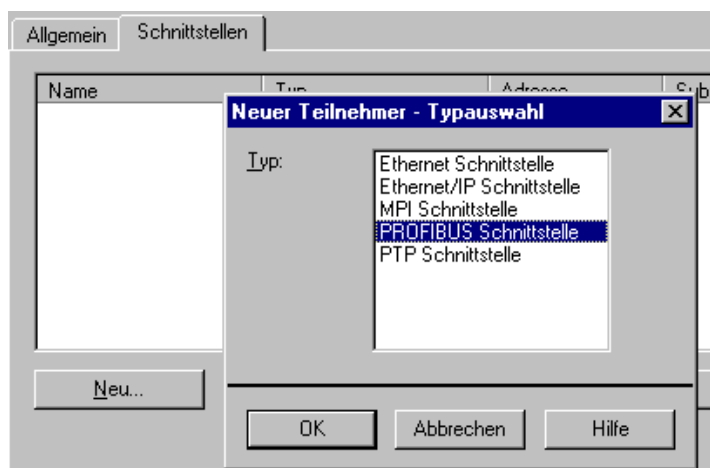 Allgemein Schnittstellen
Name
Neuer Teilnehmer - Typauswahl
Typ:
Ethernet Schnittstelle
Ethernet/IP Schnittstelle
MPI Schnittstelle
PROFIBUS Schnittstelle
PTP Schnittstelle
Neu...
OK Abbrechen Hilfe